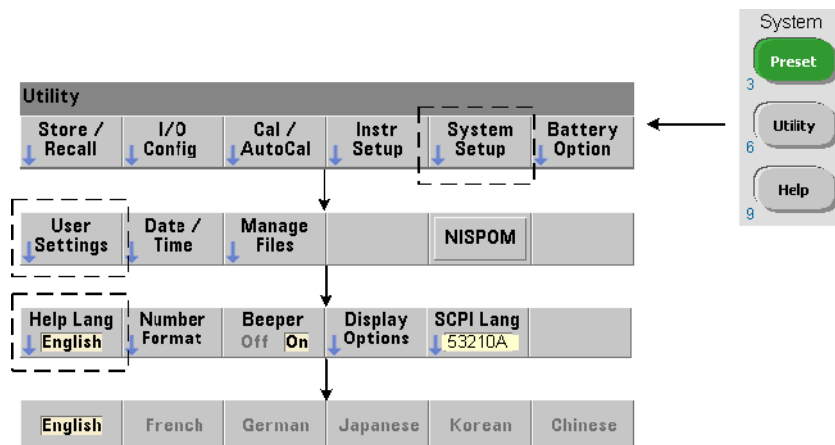 System
Preset
3
Utility
6
Help
9
Utility
Store / Recall
I/O Config
Cal / AutoCal
Instr Setup
System Setup
Battery Option
User Settings
Date / Time
Manage Files
NISPOM
Help Lang English
Number Format
Beeper Off On
Display Options
SCPI Lang 53210A
English French German Japanese Korean Chinese